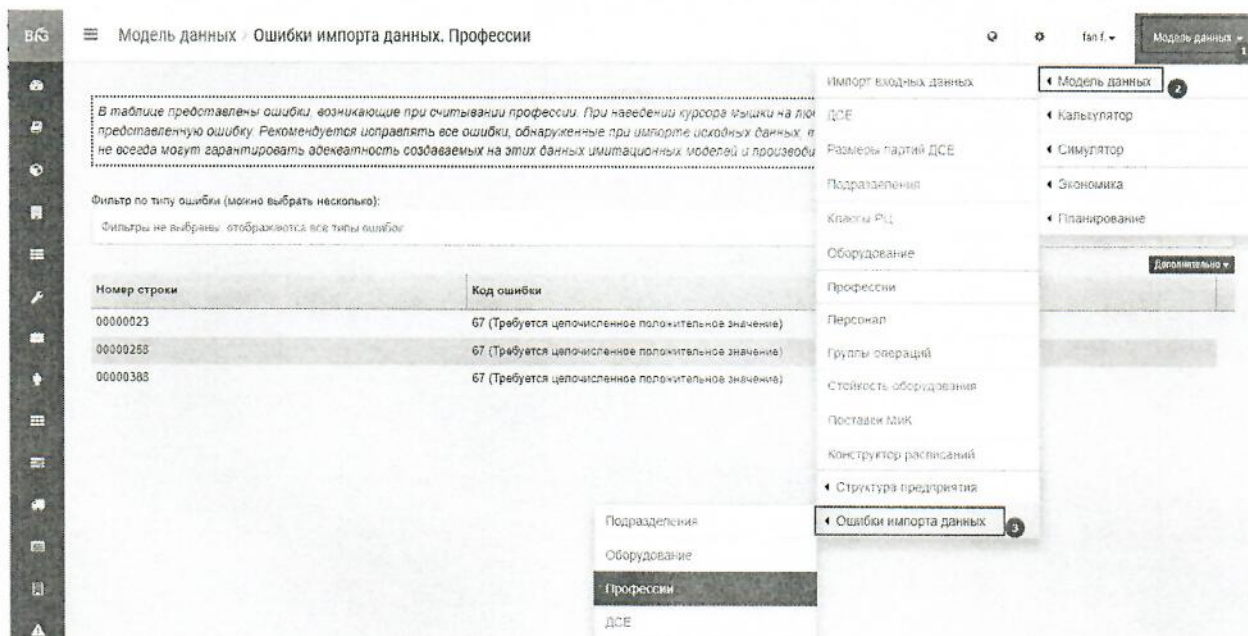 BFG
Модель данных > Ошибки импорта данных. Профессии
fan f.
Модель данных
1
В таблице представлены ошибки, возникающие при считывании профессии. При наведении курсора мышки на
представленную ошибку. Рекомендуется исправлять все ошибки, обнаруженные при импорте исходных данных,
не всегда могут гарантировать адекватность создаваемых на этих данных имитационных моделей и
Фильтр по типу ошибки (можно выбрать несколько):
Фильтры не выбраны, отображаются все типы ошибок
Дополнительно
Номер строки
Код ошибки
00000023
67 (Требуется целочисленное положительное значение)
00000258
67 (Требуется целочисленное положительное значение)
00000388
67 (Требуется целочисленное положительное значение)
Модель данных
2
Калькулятор
Симулятор
Экономика
Планирование
Импорт входных данных
ДСЕ
Размеры партий ДСЕ
Подразделения
Классы РЦ
Оборудование
Профессии
Персонал
Группы операций
Стойкость оборудования
Поставки МиК
Конструктор расписаний
Структура предприятия
Ошибки импорта данных
3
Подразделения
Оборудование
Профессии
ДСЕ